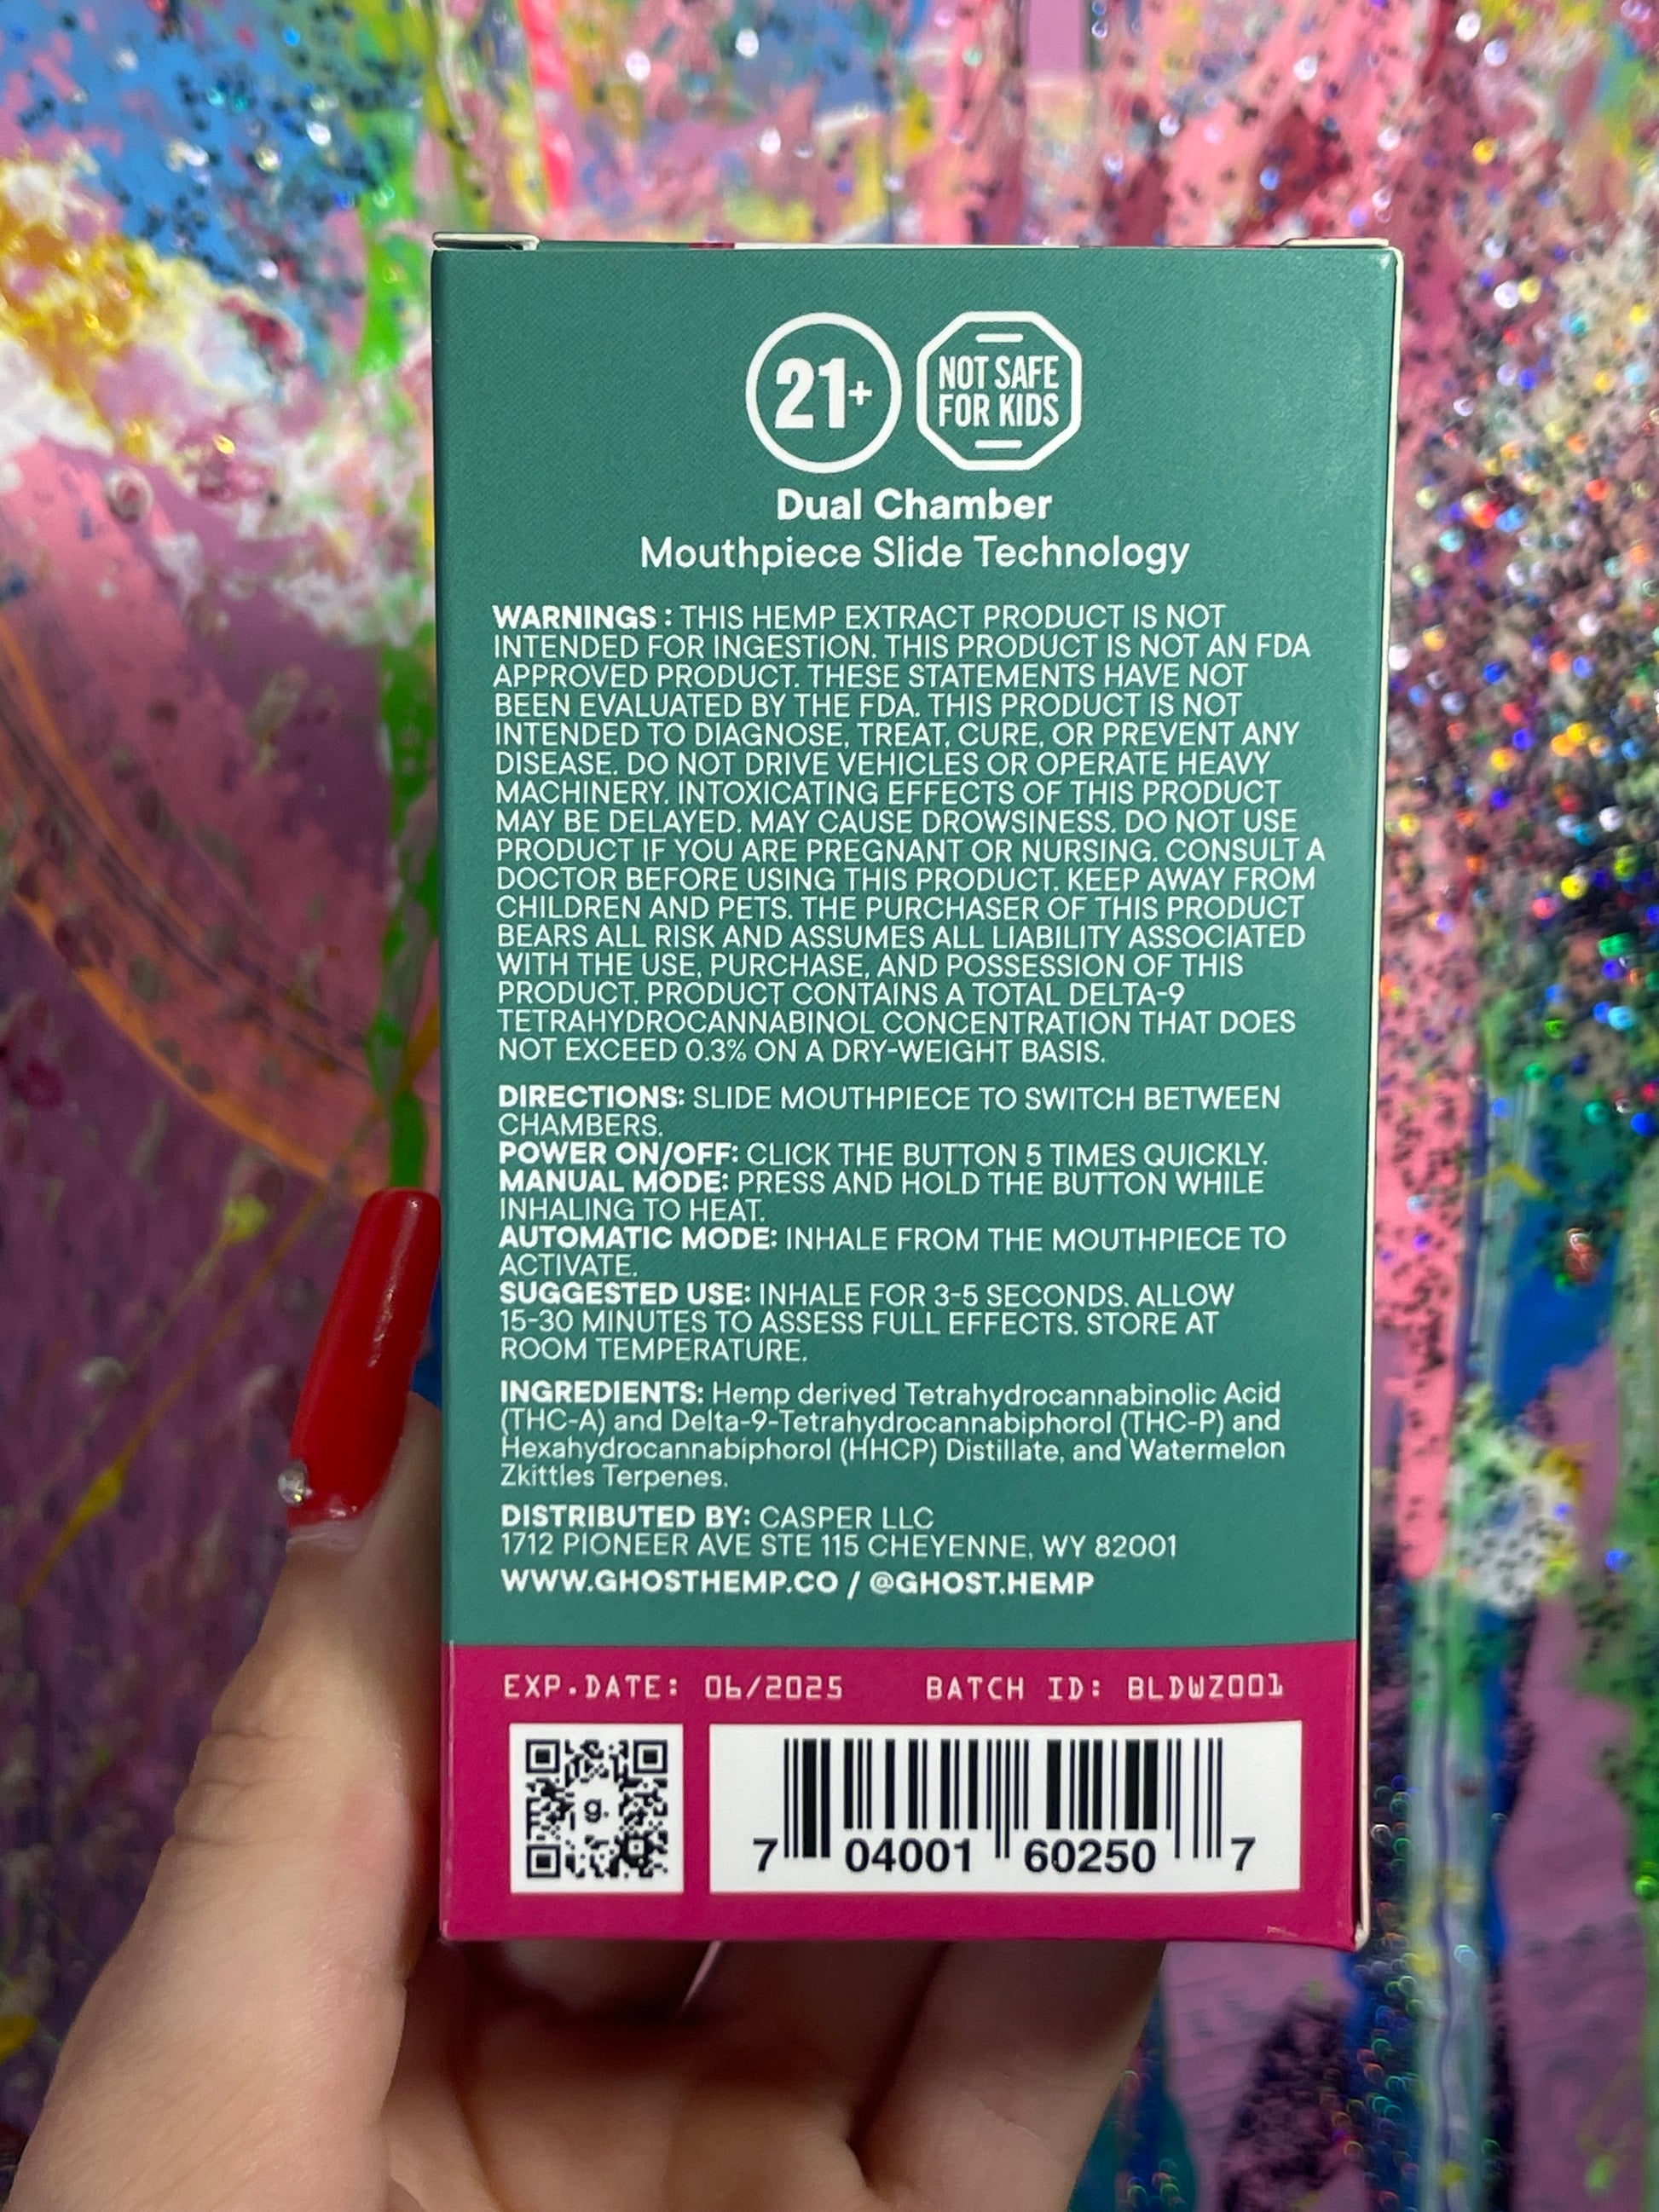 21+
NOT SAFE
FOR KIDS
Dual Chamber
Mouthpiece Slide Technology
WARNINGS : THIS HEMP EXTRACT PRODUCT IS NOT
INTENDED FOR INGESTION. THIS PRODUCT IS NOT AN FDA
APPROVED PRODUCT. THESE STATEMENTS HAVE NOT
BEEN EVALUATED BY THE FDA. THIS PRODUCT IS NOT
INTENDED TO DIAGNOSE, TREAT, CURE, OR PREVENT ANY
DISEASE. DO NOT DRIVE VEHICLES OR OPERATE HEAVY
MACHINERY. INTOXICATING EFFECTS OF THIS PRODUCT
MAY BE DELAYED. MAY CAUSE DROWSINESS. DO NOT USE
PRODUCT IF YOU ARE PREGNANT OR NURSING. CONSULT A
DOCTOR BEFORE USING THIS PRODUCT. KEEP AWAY FROM
CHILDREN AND PETS. THE PURCHASER OF THIS PRODUCT
BEARS ALL RISK AND ASSUMES ALL LIABILITY ASSOCIATED
WITH THE USE, PURCHASE, AND POSSESSION OF THIS
PRODUCT. PRODUCT CONTAINS A TOTAL DELTA-9
TETRAHYDROCANNABINOL CONCENTRATION THAT DOES
NOT EXCEED 0.3% ON A DRY-WEIGHT BASIS.
DIRECTIONS: SLIDE MOUTHPIECE TO SWITCH BETWEEN
CHAMBERS.
POWER ON/OFF: CLICK THE BUTTON 5 TIMES QUICKLY.
MANUAL MODE: PRESS AND HOLD THE BUTTON WHILE
INHALING TO HEAT.
AUTOMATIC MODE: INHALE FROM THE MOUTHPIECE TO
ACTIVATE.
SUGGESTED USE: INHALE FOR 3-5 SECONDS. ALLOW
15-30 MINUTES TO ASSESS FULL EFFECTS. STORE AT
ROOM TEMPERATURE.
INGREDIENTS: Hemp derived Tetrahydrocannabinolic Acid
(THC-A) and Delta-9-Tetrahydrocannabiphorol (THC-P) and
Hexahydrocannabiphorol (HHCP) Distillate, and Watermelon
Zkittles Terpenes.
DISTRIBUTED BY: CASPER LLC
1712 PIONEER AVE STE 115 CHEYENNE, WY 82001
WWW.GHOSTHEMP.CO / @GHOST.HEMP
EXP.DATE: 06/2025 BATCH ID: BLDWZ001
g.
7 04001 60250 7